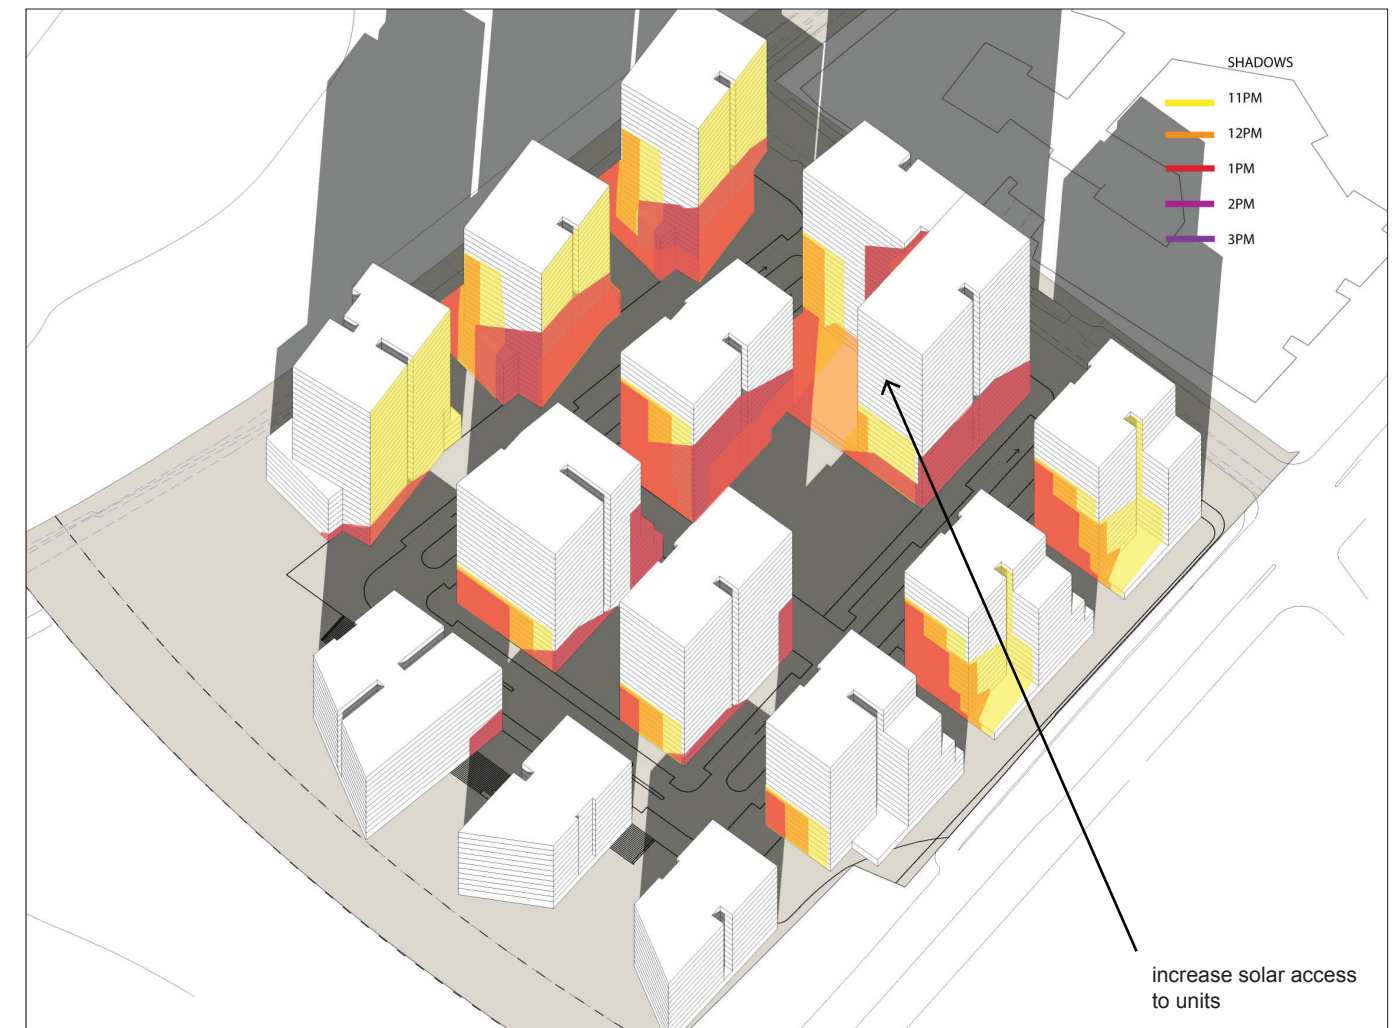 SHADOWS
11PM
12PM
1PM
2PM
3PM
increase solar access
to units